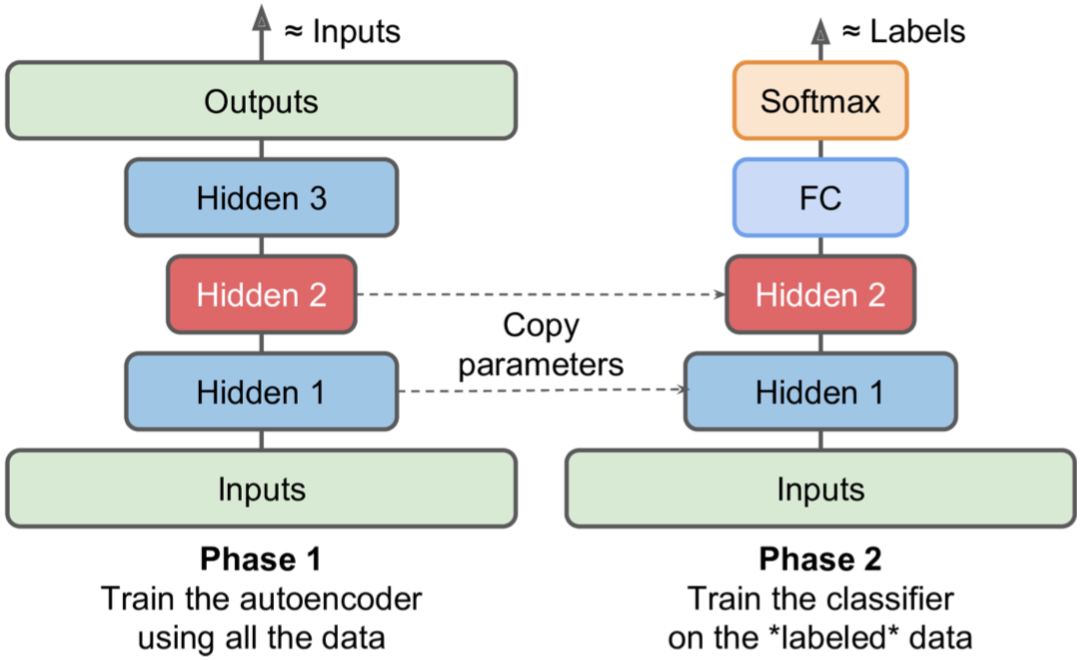 ≈ Inputs
Outputs
Hidden 3
Hidden 2
Hidden 1
Inputs
Phase 1
Train the autoencoder
using all the data
Copy
parameters
≈ Labels
Softmax
FC
Hidden 2
Hidden 1
Inputs
Phase 2
Train the classifier
on the *labeled* data